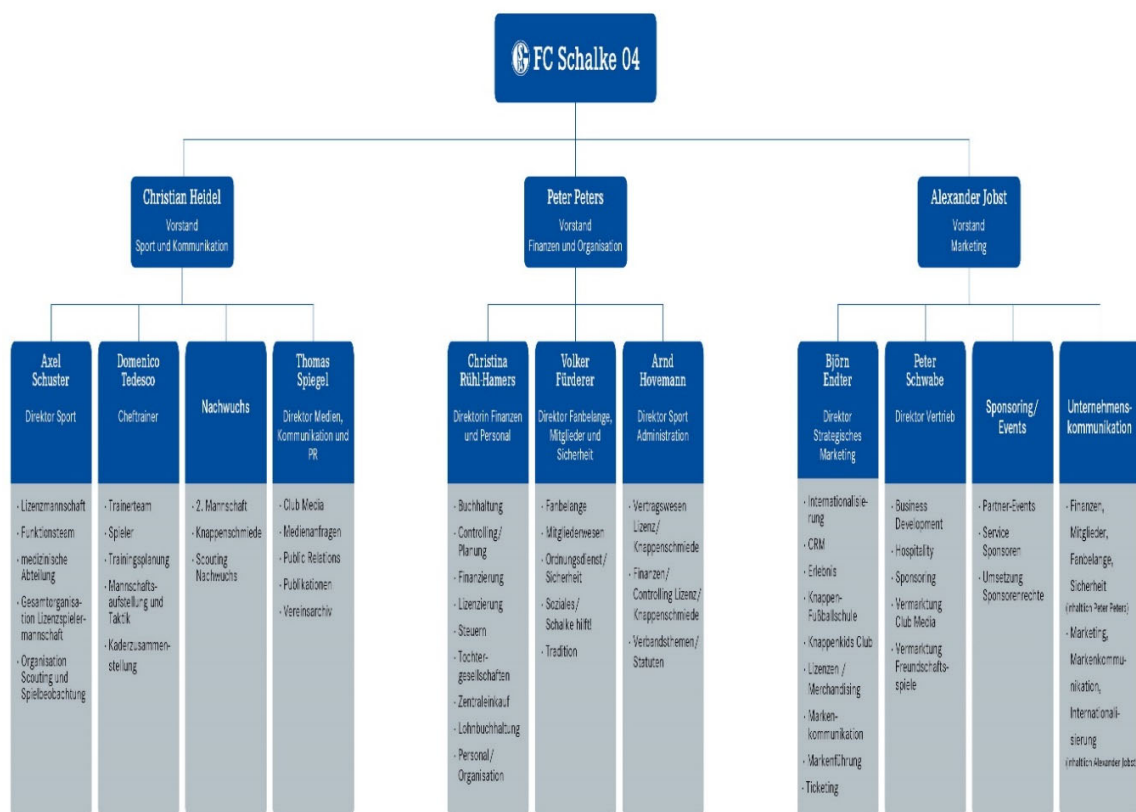 FC Schalke 04
Christian Heidel
Vorstand
Sport und Kommunikation
Peter Peters
Vorstand
Finanzen und Organisation
Alexander Jobst
Vorstand
Marketing
Axel
Schuster
Direktor Sport
· Lizenzmannschaft
· Funktionsteam
· medizinische
Abteilung
· Gesamtorganisa-
tion Lizenzspieler-
mannschaft
· Organisation
Scouting und
Spielbeobachtung
Domenico
Tedesco
Cheftrainer
· Trainerteam
· Spieler
· Trainingsplanung
· Mannschafts-
aufstellung und
Taktik
· Kaderzusammen-
stellung
Nachwuchs
· 2. Mannschaft
· Knappenschmiede
· Scouting
Nachwuchs
Thomas
Spiegel
Direktor Medien,
Kommunikation und
PR
· Club Media
· Medienanfragen
· Public Relations
· Publikationen
· Vereinsarchiv
Christina
Rühl-Hamers
Direktorin Finanzen
und Personal
· Buchhaltung
· Controlling/
Planung
· Finanzierung
· Lizenzierung
· Steuern
· Tochter-
gesellschaften
· Zentraleinkauf
· Lohnbuchhaltung
· Personal/
Organisation
Volker
Fürderer
Direktor Fanbelange,
Mitglieder und
Sicherheit
· Fanbelange
· Mitgliederwesen
· Ordnungsdienst/
Sicherheit
· Soziales/
Schalke hilft!
· Tradition
Arnd
Hovemann
Direktor Sport
Administration
· Vertragswesen
Lizenz/
Knappenschmiede
· Finanzen/
Controlling Lizenz/
Knappenschmiede
· Verbandsthemen/
Statuten
Björn
Endter
Direktor
Strategisches
Marketing
· Internationalisie-
rung
· CRM
· Erlebnis
· Knappen-
Fußballschule
· Knappenkids Club
· Lizenzen /
Merchandising
· Marken-
kommunikation
· Markenführung
· Ticketing
Peter
Schwabe
Direktor Vertrieb
· Business
Development
· Hospitality
· Sponsoring
· Vermarktung
Club Media
· Vermarktung
Freundschafts-
spiele
Sponsoring/
Events
· Partner-Events
· Service
Sponsoren
· Umsetzung
Sponsorenrechte
Unternehmens-
kommunikation
· Finanzen,
Mitglieder,
Fanbelange,
Sicherheit
(inhaltlich Peter Peters)
· Marketing,
Markenkommu-
nikation,
Internationali-
sierung
(inhaltlich Alexander Jobst)